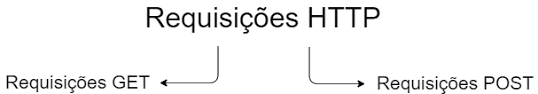 Requisições HTTP
Requisições GET
Requisições POST